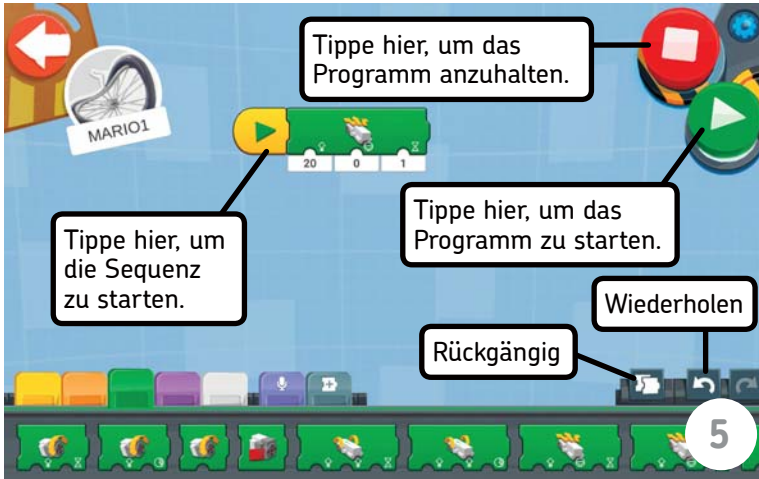 Tippe hier, um das
Programm anzuhalten.
MARIO1
20 0 1
Tippe hier, um das
Programm zu starten.
Tippe hier, um
die Sequenz
zu starten.
Wiederholen
Rückgängig
5